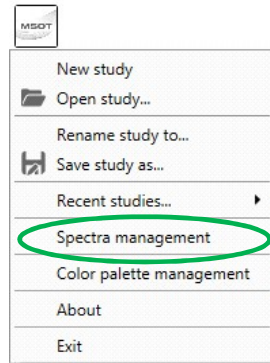 MSOT
New study
Open study...
Rename study to...
Save study as...
Recent studies...
Spectra management
Color palette management
About
Exit